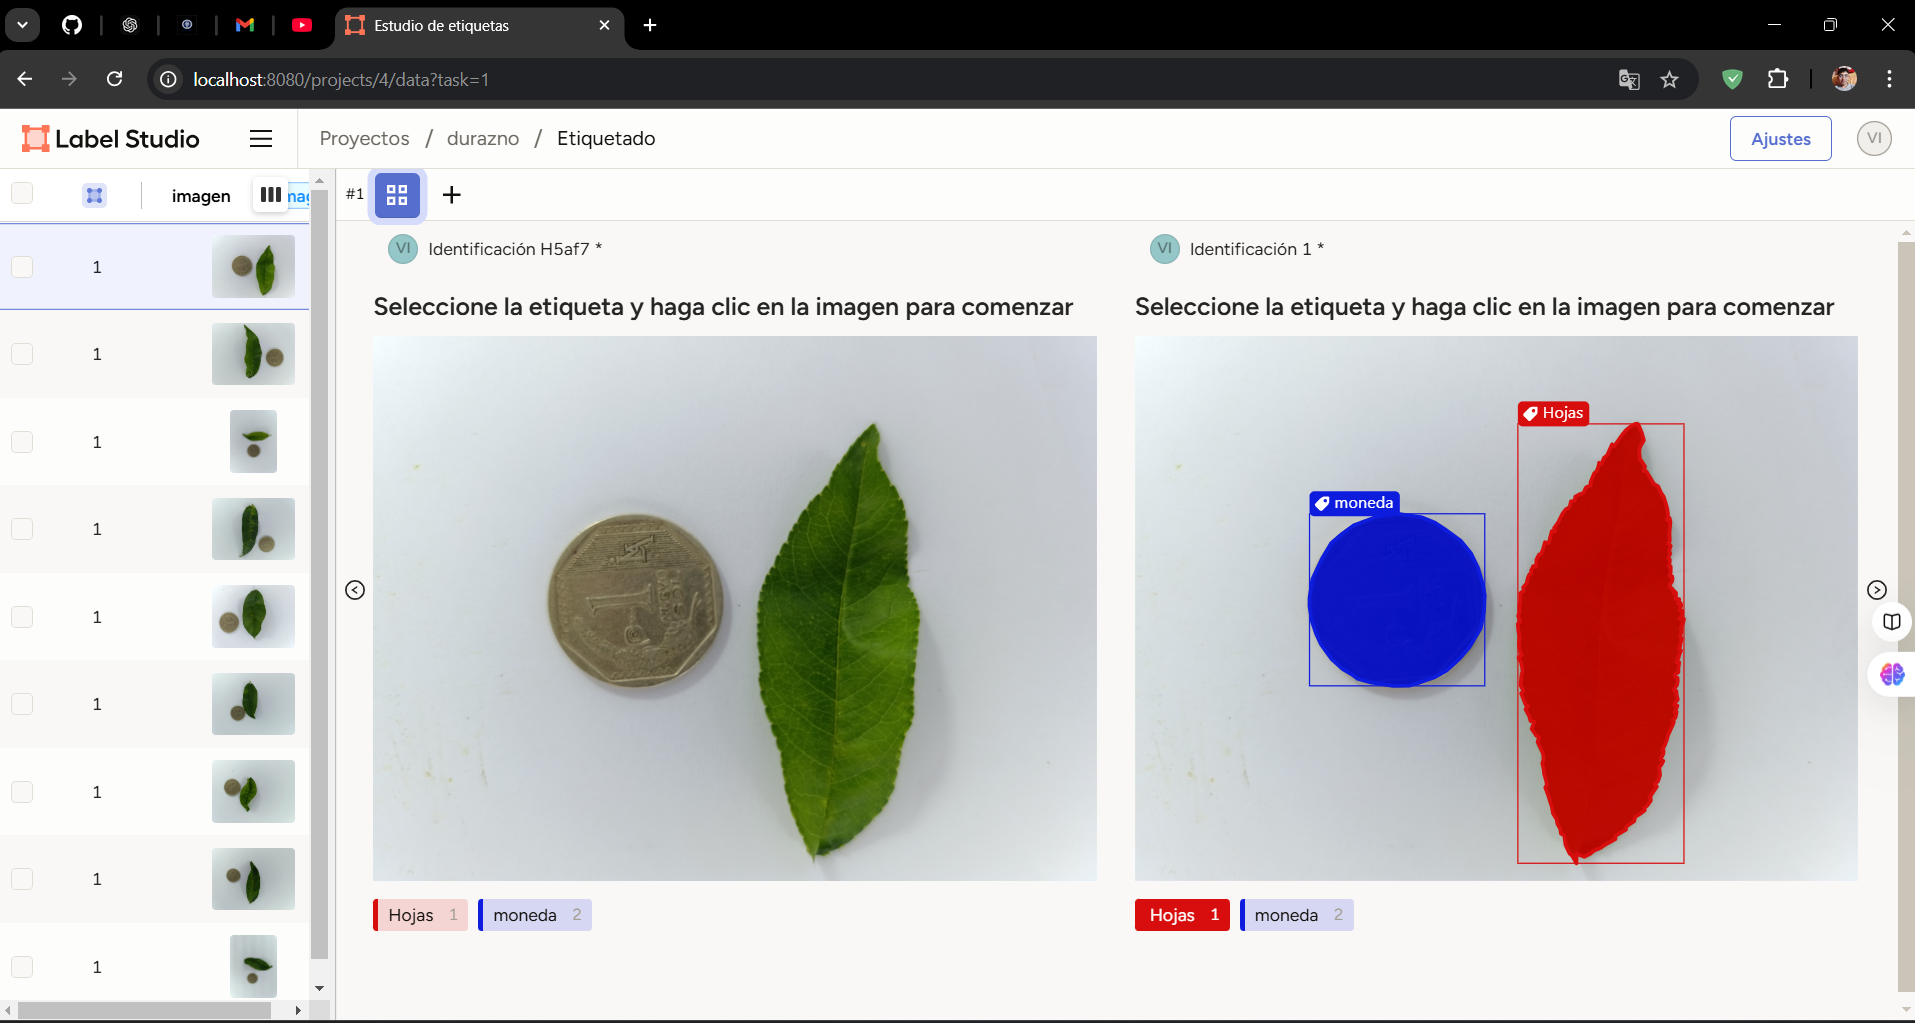 Estudio de etiquetas
localhost:8080/projects/4/data?task=1
Label Studio
Proyectos / durazno / Etiquetado
Ajustes
VI
imagen
#1
1
1
1
1
1
1
1
1
1
VI Identificación H5af7 *
Seleccione la etiqueta y haga clic en la imagen para comenzar
Hojas 1
moneda 2
VI Identificación 1 *
Seleccione la etiqueta y haga clic en la imagen para comenzar
Hojas
moneda
Hojas 1
moneda 2